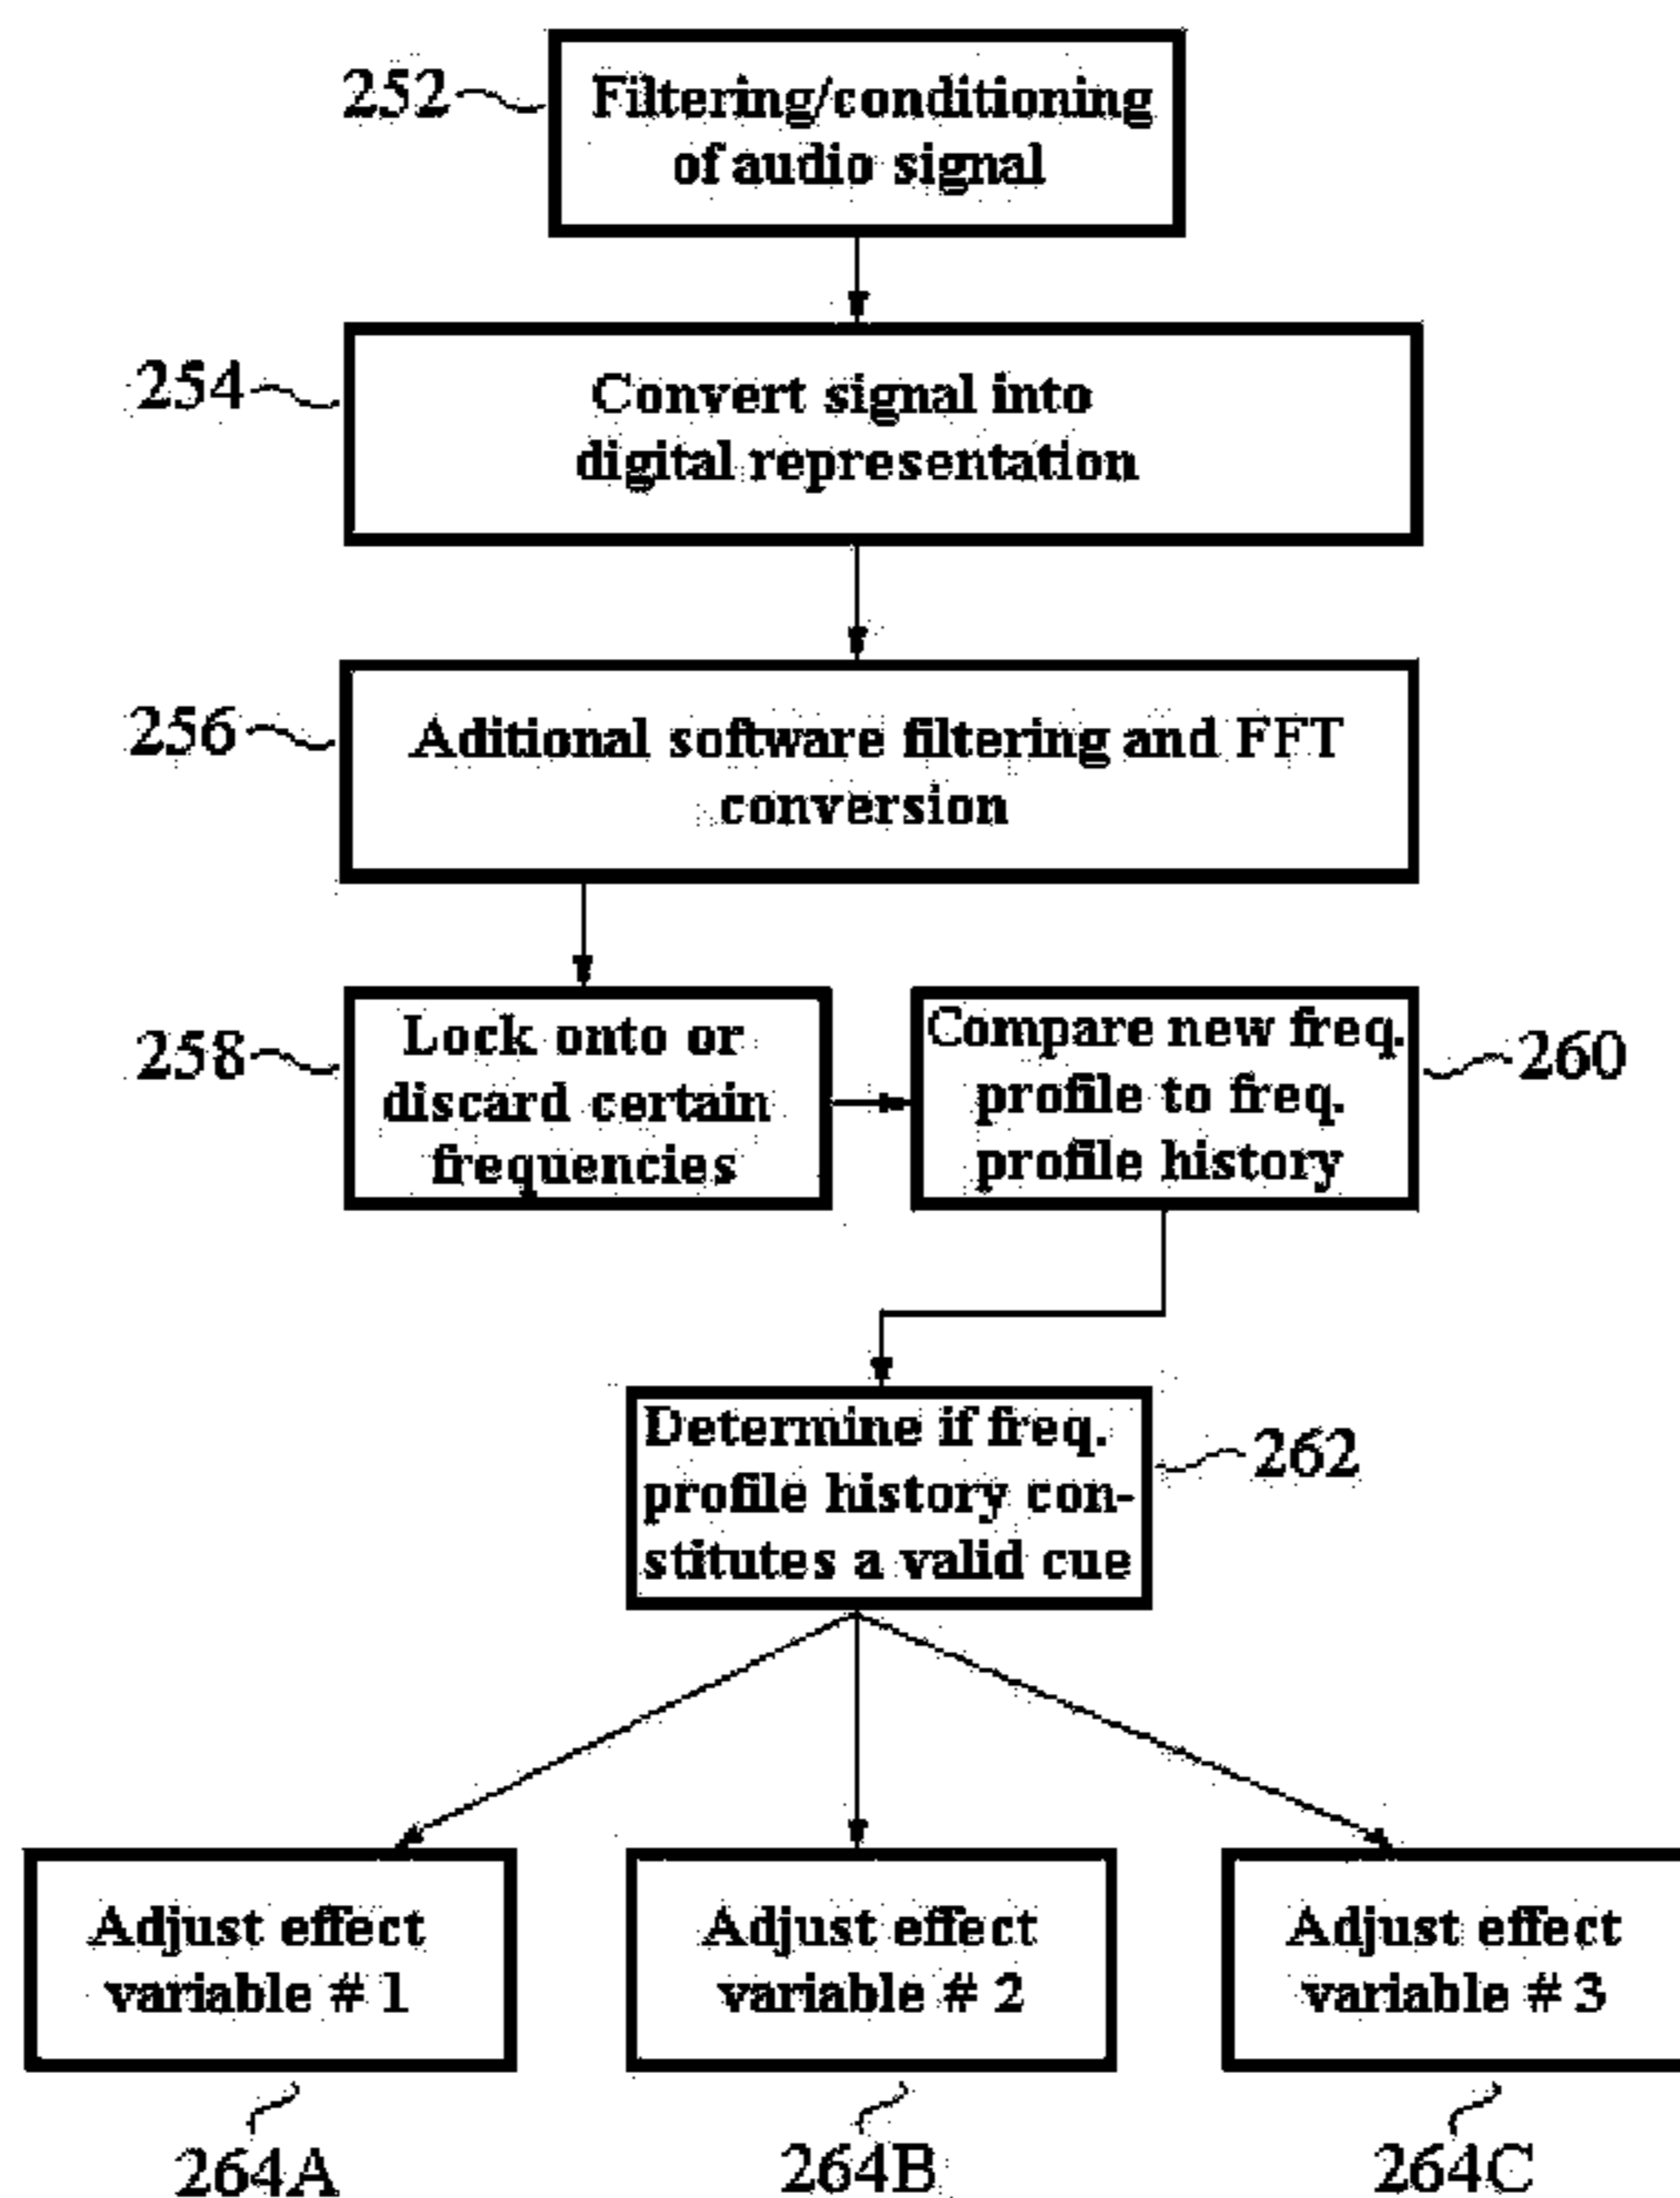 252
Filtering/conditioning
of audio signal
254
Convert signal into
digital representation
256
Aditional software filtering and FFT
conversion
258
Lock onto or
discard certain
frequencies
Compare new freq.
profile to freq.
profile history
260
Determine if freq.
profile history con-
stitutes a valid cue
262
Adjust effect
variable # 1
Adjust effect
variable # 2
Adjust effect
variable # 3
264A
264B
264C